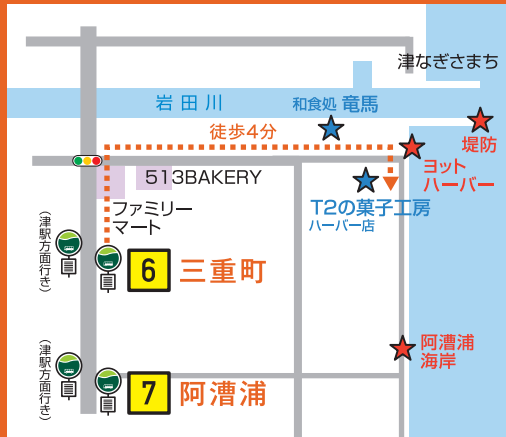 津なぎさまち
岩田川
和食処 竜馬
徒歩4分
堤防
ヨット
ハーバー
513BAKERY
T2の菓子工房
ハーバー店
ファミリー
マート
（津駅方面行き）
6 三重町
阿漕浦
海岸
（津駅方面行き）
7 阿漕浦